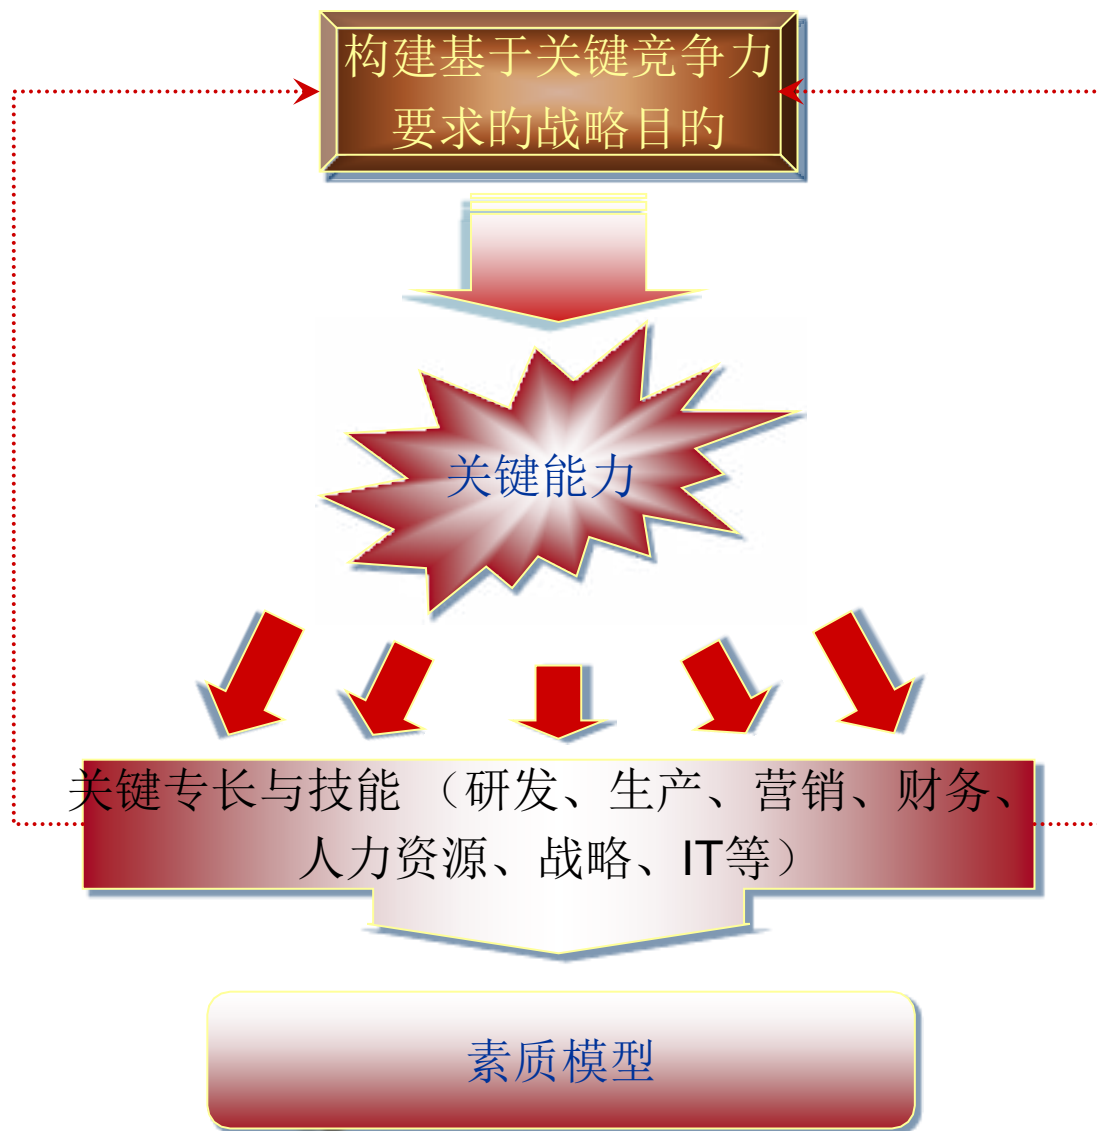 构建基于关键竞争力
要求旳战略目旳
关键能力
关键专长与技能 （研发、生产、营销、财务、
人力资源、战略、IT等）
素质模型